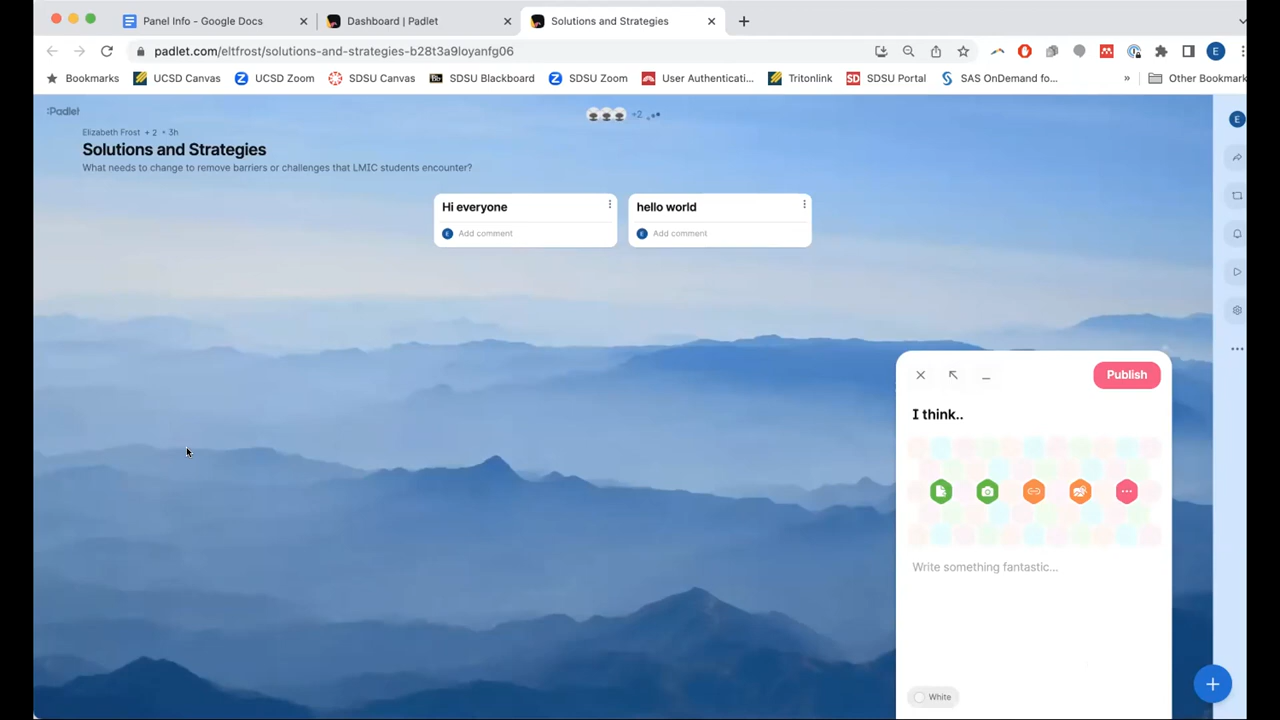 Panel Info - Google Docs
Dashboard | Padlet
Solutions and Strategies
padlet.com/eltfrost/solutions-and-strategies-b28t3a9loyanfg06
E
Bookmarks
UCSD Canvas
UCSD Zoom
SDSU Canvas
Bb SDSU Blackboard
SDSU Zoom
User Authenticati...
Tritonlink
SD SDSU Portal
SAS OnDemand fo...
»
Other Bookmark
:Padlet
+2
E
Elizabeth Frost + 2 • 3h
Solutions and Strategies
What needs to change to remove barriers or challenges that LMIC students encounter?
Hi everyone
E Add comment
hello world
E Add comment
Publish
I think..
Write something fantastic...
White